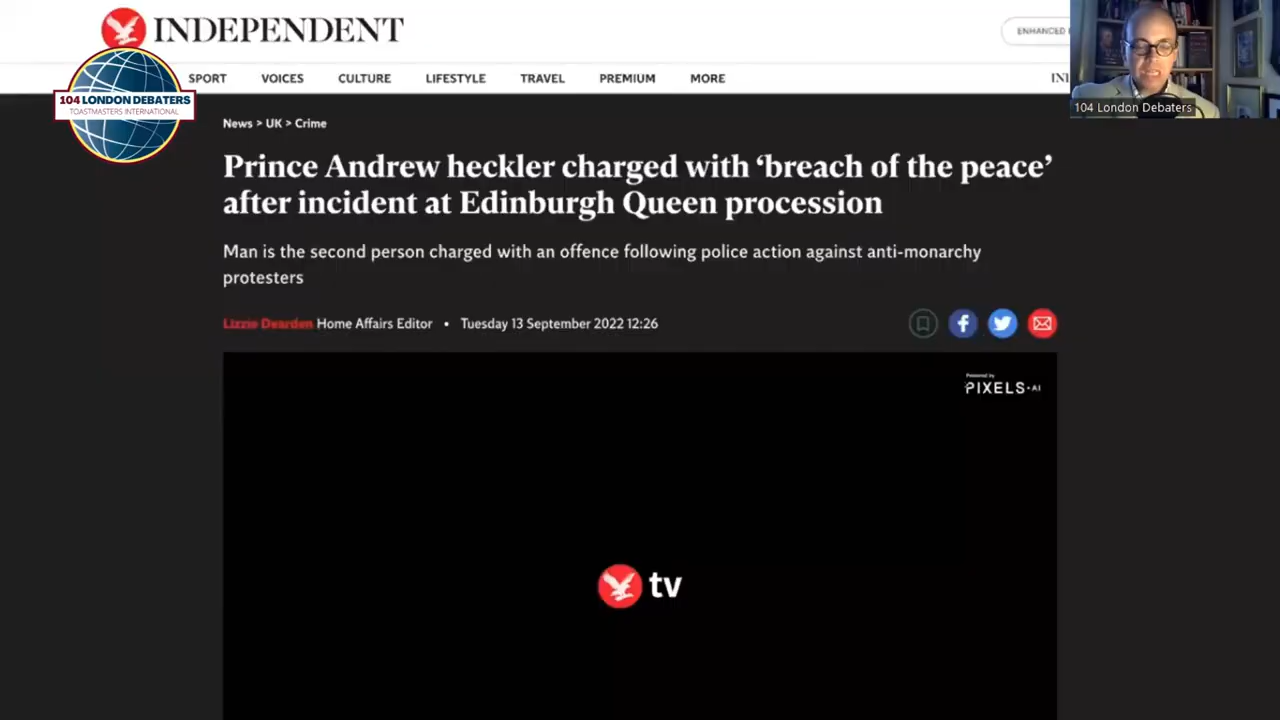 INDEPENDENT
ENHANCED
104 LONDON DEBATERS
TOASTMASTERS INTERNATIONAL
SPORT VOICES CULTURE LIFESTYLE TRAVEL PREMIUM MORE
104 London Debaters
News > UK > Crime
Prince Andrew heckler charged with ‘breach of the peace’
after incident at Edinburgh Queen procession
Man is the second person charged with an offence following police action against anti-monarchy
protesters
Lizzie Dearden Home Affairs Editor • Tuesday 13 September 2022 12:26
Powered by
PIXELS.AI
tv